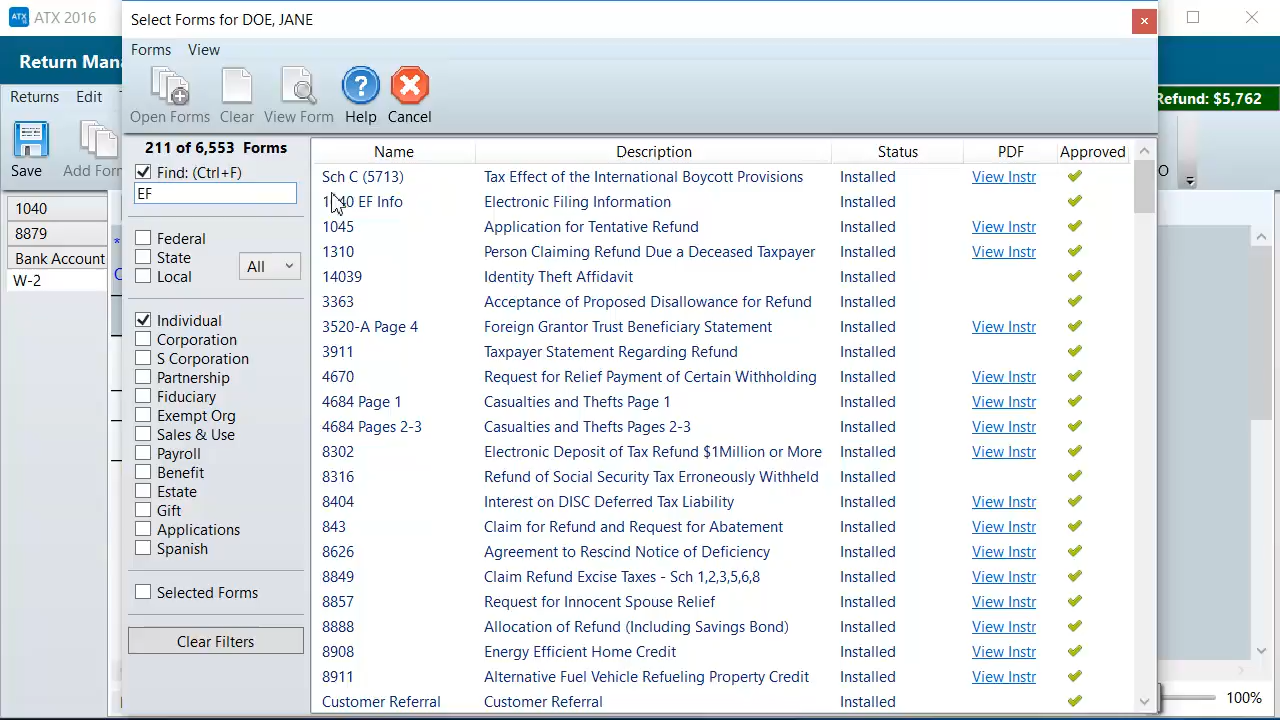 ATX 2016
Select Forms for DOE, JANE
Return Mana
Forms View
Returns Edit
Refund: $5,762
Save
Add Form
Open Forms Clear View Form Help Cancel
211 of 6,553 Forms
Find: (Ctrl+F)
EF
Federal
State
Local
All
Individual
Corporation
S Corporation
Partnership
Fiduciary
Exempt Org
Sales & Use
Payroll
Benefit
Estate
Gift
Applications
Spanish
Selected Forms
Clear Filters
1040
8879
Bank Account
W-2
Name Description Status PDF Approved
Sch C (5713) Tax Effect of the International Boycott Provisions Installed View Instr
1040 EF Info Electronic Filing Information Installed
1045 Application for Tentative Refund Installed View Instr
1310 Person Claiming Refund Due a Deceased Taxpayer Installed View Instr
14039 Identity Theft Affidavit Installed
3363 Acceptance of Proposed Disallowance for Refund Installed
3520-A Page 4 Foreign Grantor Trust Beneficiary Statement Installed View Instr
3911 Taxpayer Statement Regarding Refund Installed
4670 Request for Relief Payment of Certain Withholding Installed View Instr
4684 Page 1 Casualties and Thefts Page 1 Installed View Instr
4684 Pages 2-3 Casualties and Thefts Pages 2-3 Installed View Instr
8302 Electronic Deposit of Tax Refund $1Million or More Installed View Instr
8316 Refund of Social Security Tax Erroneously Withheld Installed
8404 Interest on DISC Deferred Tax Liability Installed View Instr
843 Claim for Refund and Request for Abatement Installed View Instr
8626 Agreement to Rescind Notice of Deficiency Installed View Instr
8849 Claim Refund Excise Taxes - Sch 1,2,3,5,6,8 Installed View Instr
8857 Request for Innocent Spouse Relief Installed View Instr
8888 Allocation of Refund (Including Savings Bond) Installed View Instr
8908 Energy Efficient Home Credit Installed View Instr
8911 Alternative Fuel Vehicle Refueling Property Credit Installed View Instr
Customer Referral Customer Referral Installed
100%